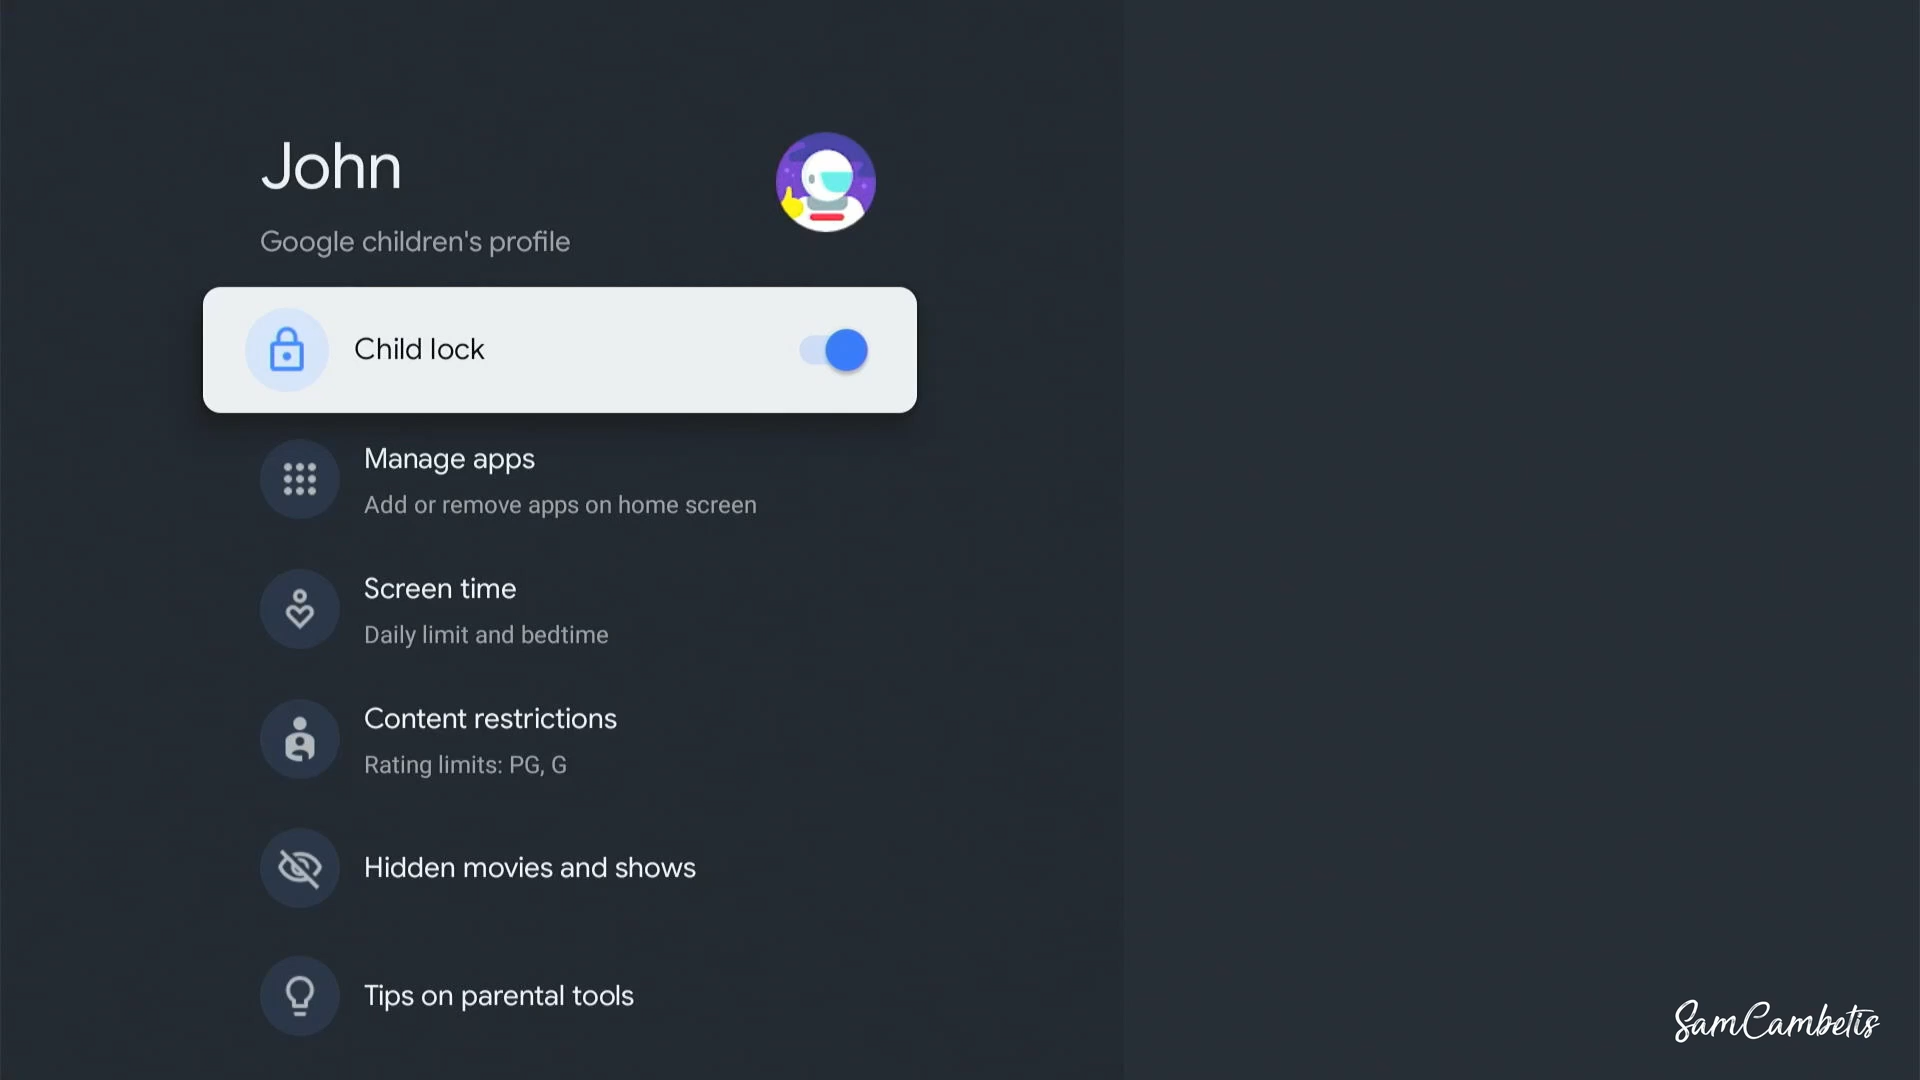 John
Google children's profile
Child lock
Manage apps
Add or remove apps on home screen
Screen time
Daily limit and bedtime
Content restrictions
Rating limits: PG, G
Hidden movies and shows
Tips on parental tools
SamCambetis